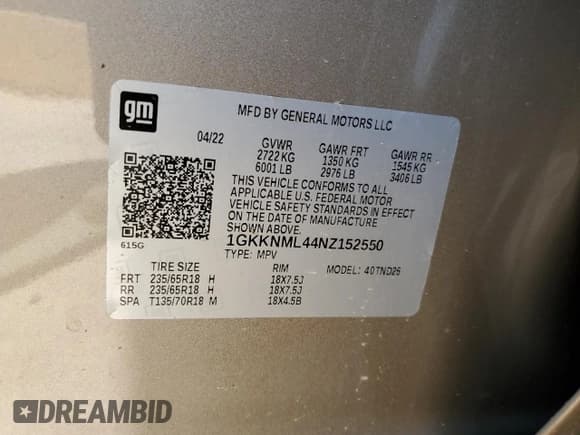 gm
MFD BY GENERAL MOTORS LLC
04/22 GVWR GAWR FRT GAWR RR
2722 KG 1350 KG 1545 KG
6001 LB 2976 LB 3406 LB
THIS VEHICLE CONFORMS TO ALL
APPLICABLE U.S. FEDERAL MOTOR
VEHICLE SAFETY STANDARDS IN EFFECT
ON THE DATE OF MANUFACTURE
SHOWN ABOVE.
615G 1GKKNML44NZ152550
TYPE: MPV MODEL: 4OTND26
TIRE SIZE RIM
FRT 235/65R18 H 18X7.5J
RR 235/65R18 H 18X7.5J
SPA T135/70R18 M 18X4.5B
DREAMBID